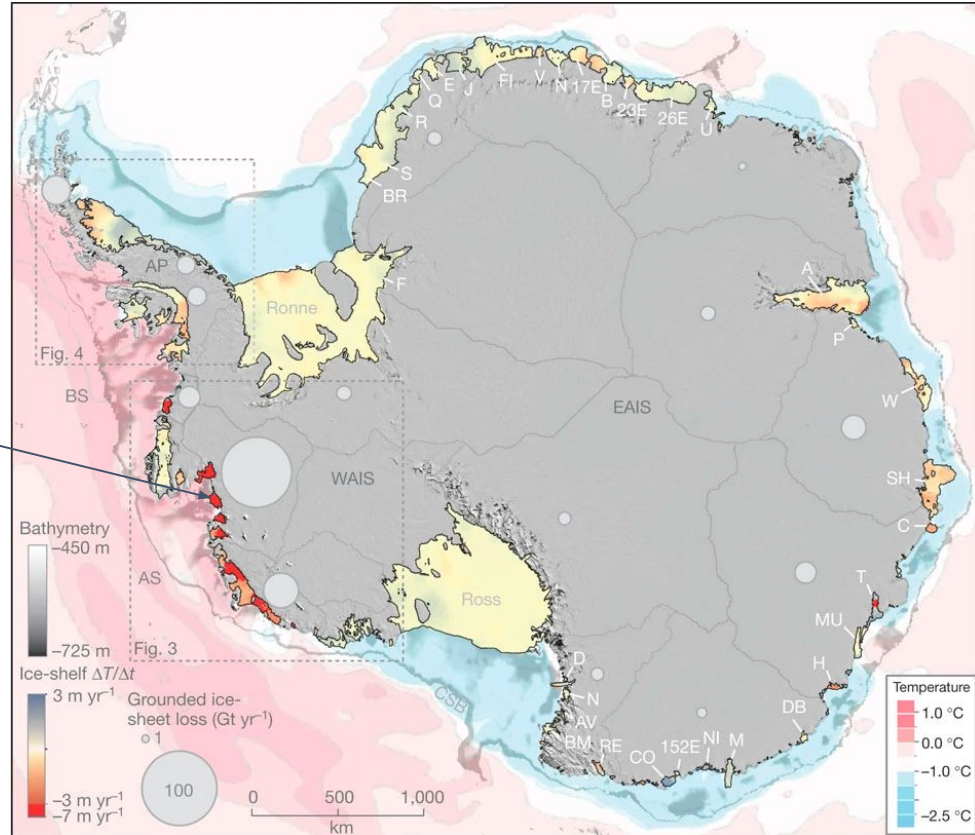 E
J
FI
V
N
17E
B
23E
26E
U
Q
R
S
BR
AP
Ronne
F
A
P
Fig. 4
BS
W
EAIS
WAIS
SH
C
Bathymetry
−450 m
−725 m
AS
Ross
T
MU
Fig. 3
Ice-shelf ΔT/Δt
3 m yr⁻¹
−3 m yr⁻¹
−7 m yr⁻¹
Grounded ice-
sheet loss (Gt yr⁻¹)
1
100
0 500 1,000
km
CSB
D
N
AV
BM
RE
CO
152E
NI
M
DB
H
Temperature
1.0 °C
0.0 °C
−1.0 °C
−2.5 °C